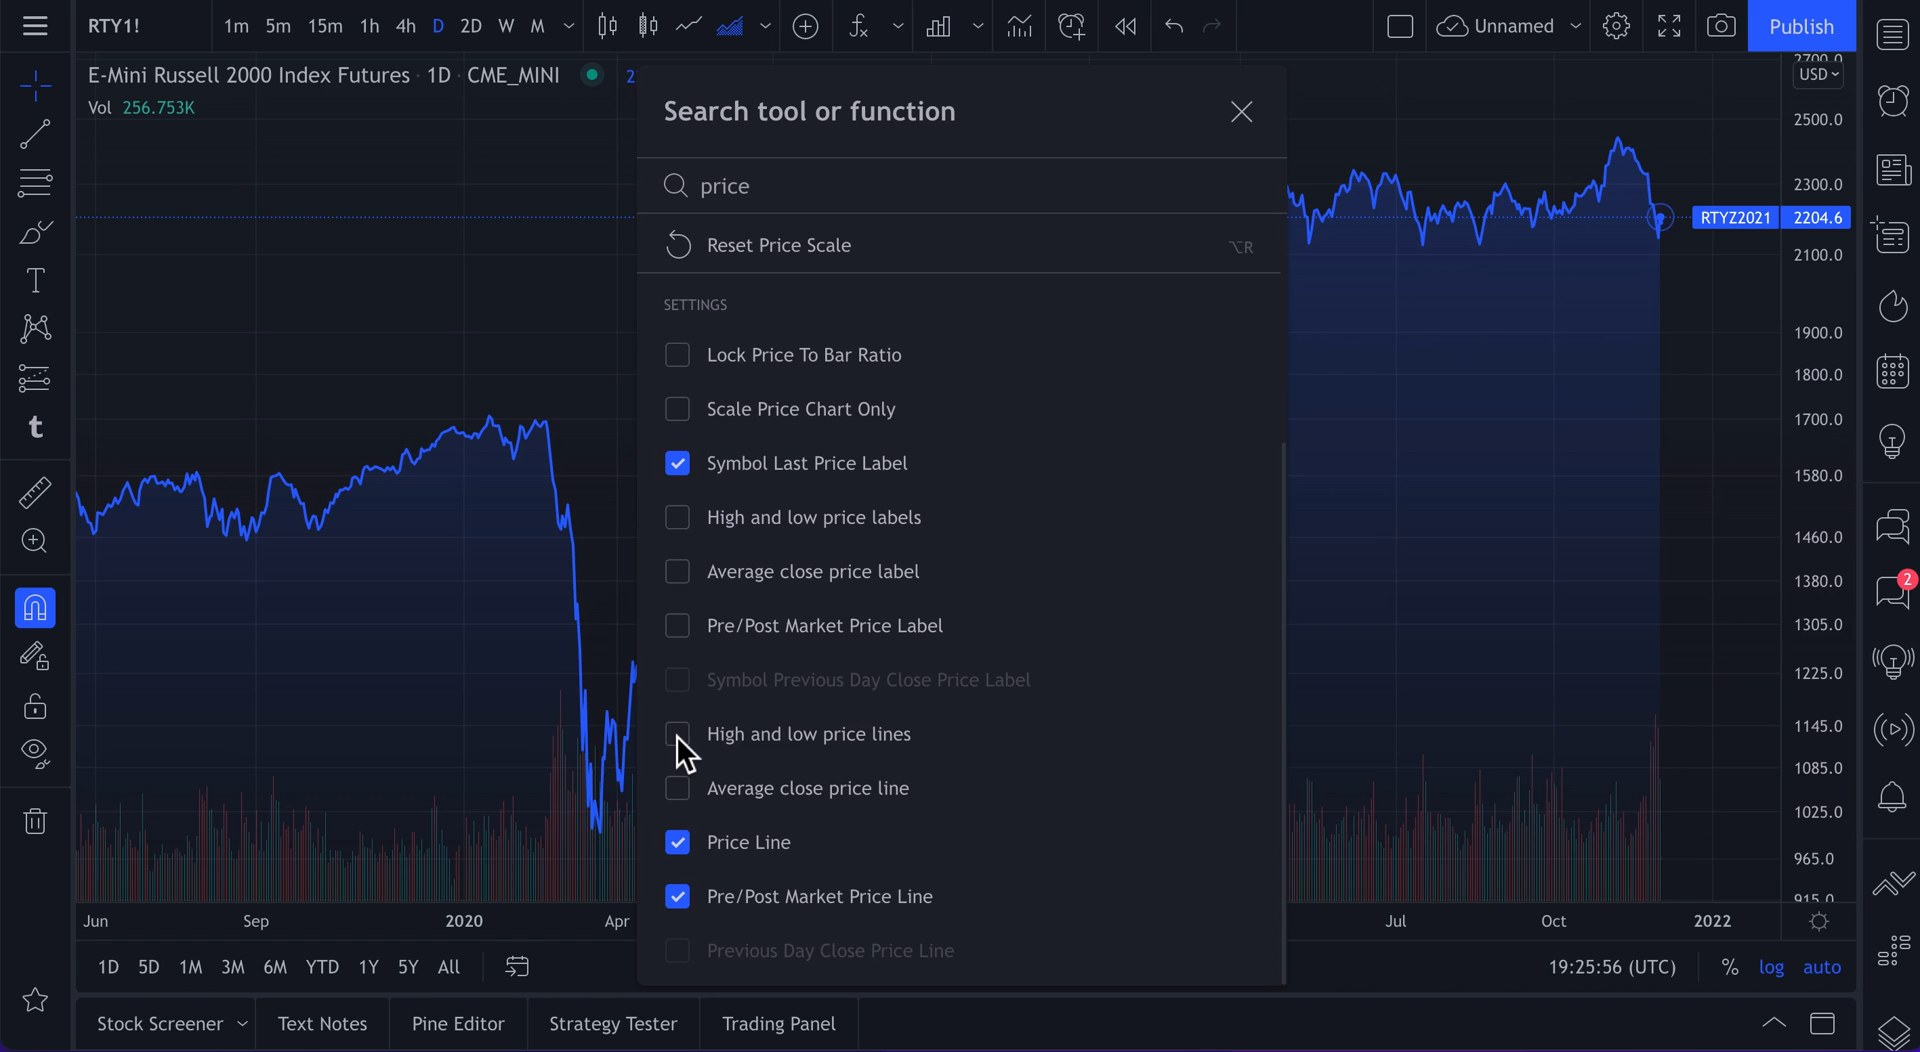 RTY1!
1m 5m 15m 1h 4h D 2D W M
Unnamed
Publish
E-Mini Russell 2000 Index Futures · 1D · CME_MINI
2
Vol 256.753K
USD
Search tool or function
price
Reset Price Scale
⌥R
SETTINGS
Lock Price To Bar Ratio
Scale Price Chart Only
Symbol Last Price Label
High and low price labels
Average close price label
Pre/Post Market Price Label
Symbol Previous Day Close Price Label
High and low price lines
Average close price line
Price Line
Pre/Post Market Price Line
Previous Day Close Price Line
2700.0
2500.0
2300.0
RTYZ2021 2204.6
2100.0
1900.0
1800.0
1700.0
1580.0
1460.0
1380.0
1305.0
1225.0
1145.0
1085.0
1025.0
965.0
915.0
2
T
t
Jun Sep 2020 Apr Jul Oct 2022
1D 5D 1M 3M 6M YTD 1Y 5Y All
19:25:56 (UTC) % log auto
Stock Screener Text Notes Pine Editor Strategy Tester Trading Panel